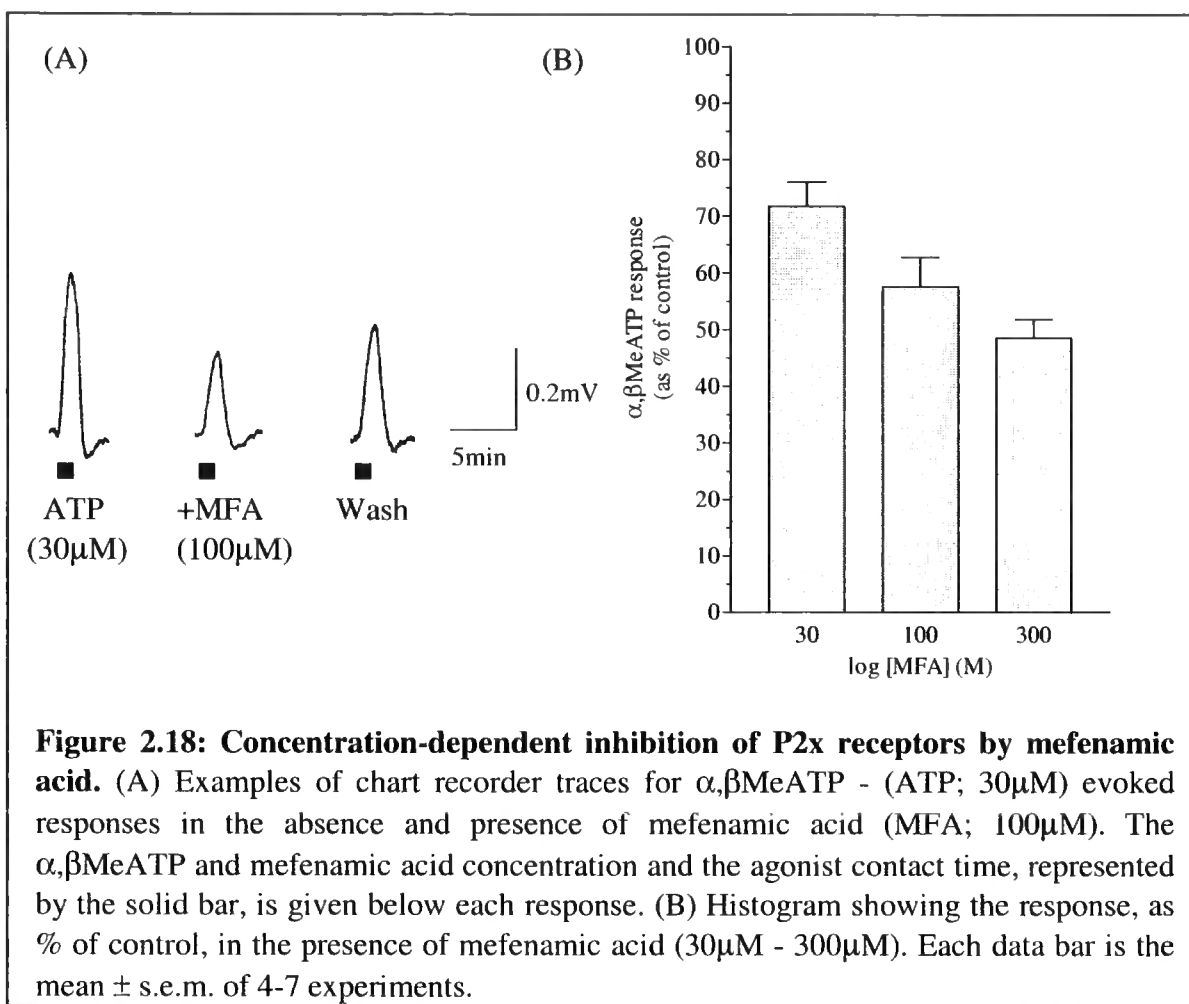 (A)
ATP
(30µM)
+MFA
(100µM)
Wash
0.2mV
5min
(B)
α,βMeATP response
(as % of control)
100
90
80
70
60
50
40
30
20
10
0
30
100
300
log [MFA] (M)
Figure 2.18: Concentration-dependent inhibition of P2x receptors by mefenamic
acid. (A) Examples of chart recorder traces for α,βMeATP - (ATP; 30µM) evoked
responses in the absence and presence of mefenamic acid (MFA; 100µM). The
α,βMeATP and mefenamic acid concentration and the agonist contact time, represented
by the solid bar, is given below each response. (B) Histogram showing the response, as
% of control, in the presence of mefenamic acid (30µM - 300µM). Each data bar is the
mean ± s.e.m. of 4-7 experiments.